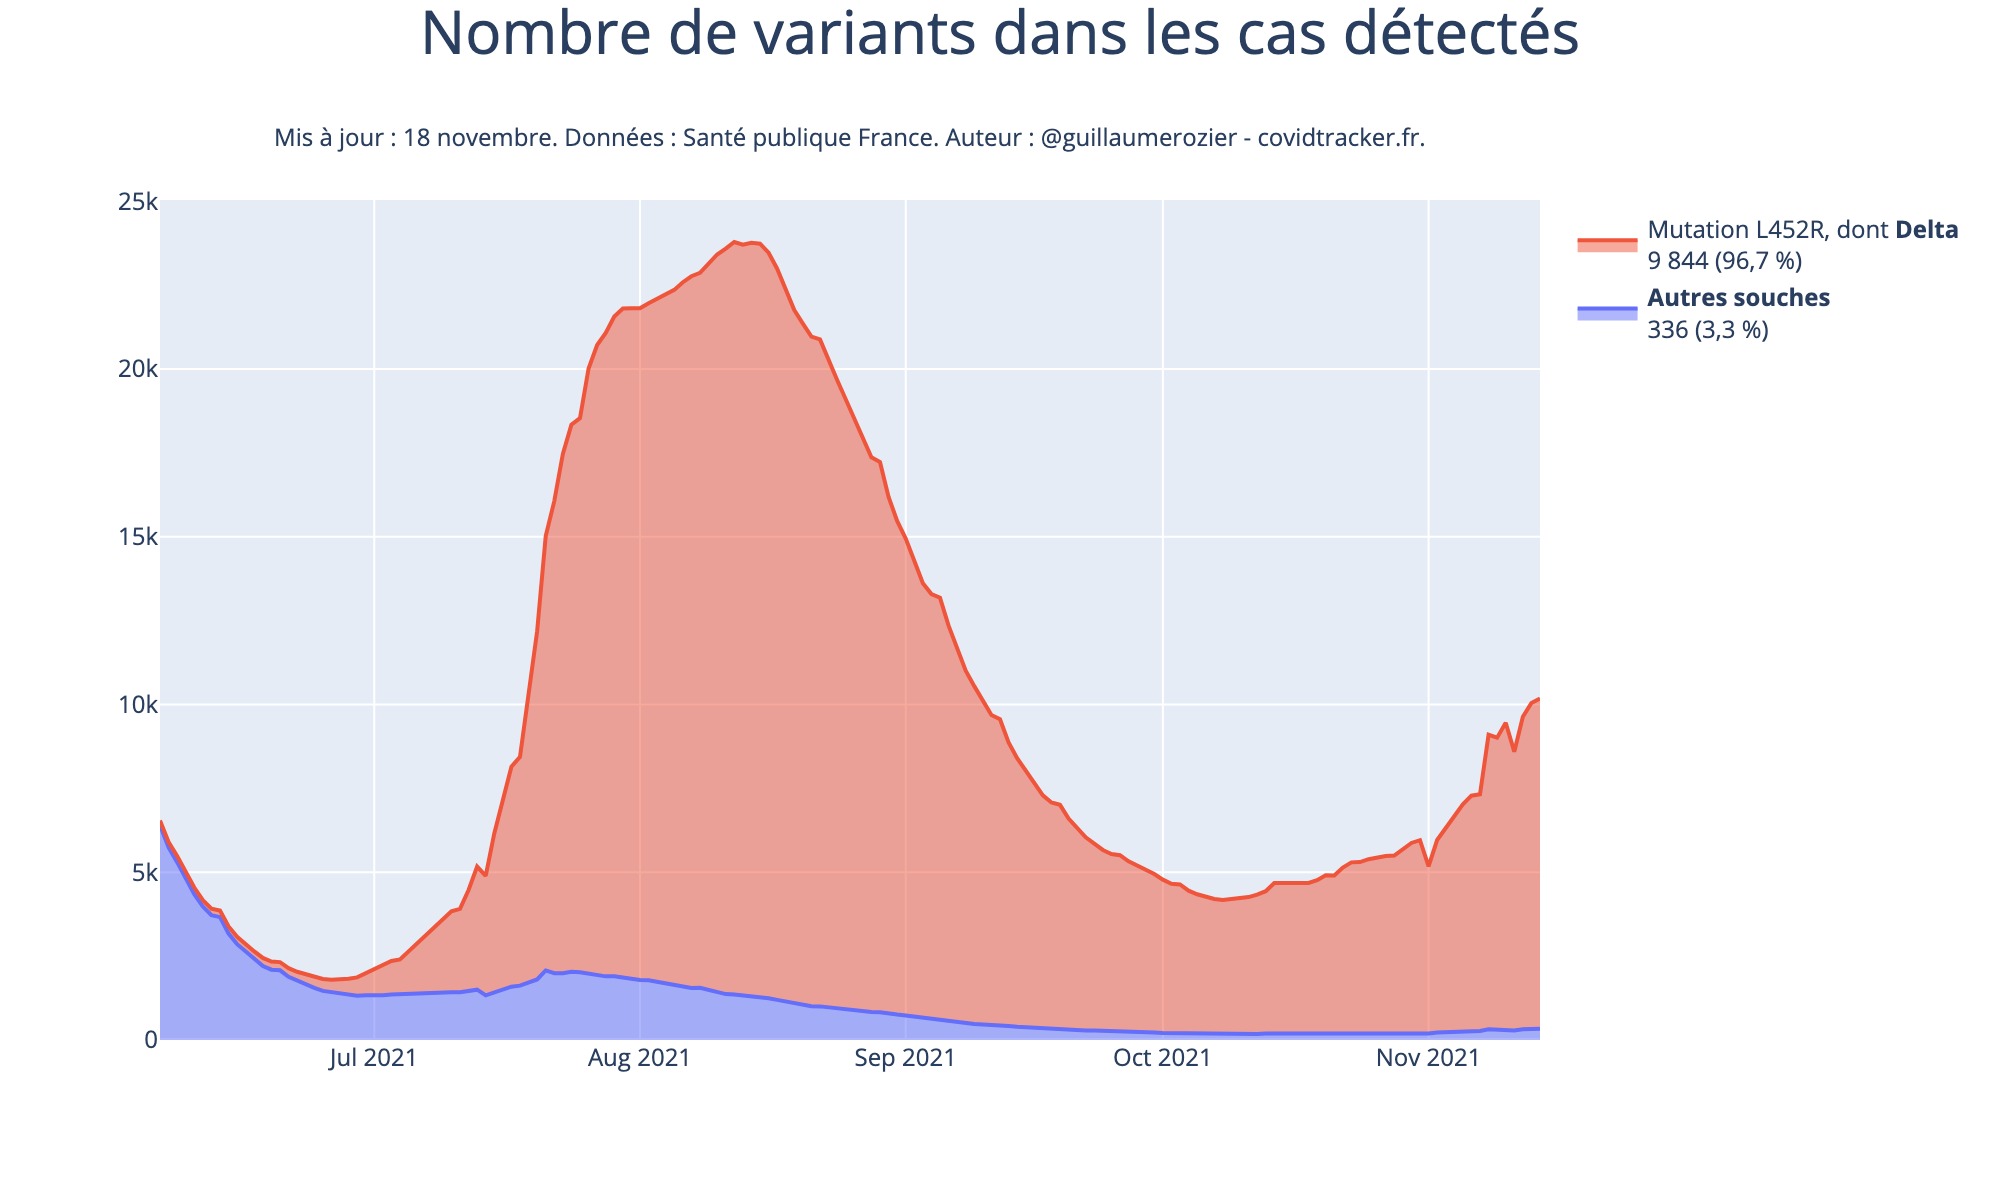 Nombre de variants dans les cas détectés
Mis à jour : 18 novembre. Données : Santé publique France. Auteur : @guillaumerozier - covidtracker.fr.
25k
20k
15k
10k
5k
0
Jul 2021
Aug 2021
Sep 2021
Oct 2021
Nov 2021
Mutation L452R, dont Delta
9 844 (96,7 %)
Autres souches
336 (3,3 %)